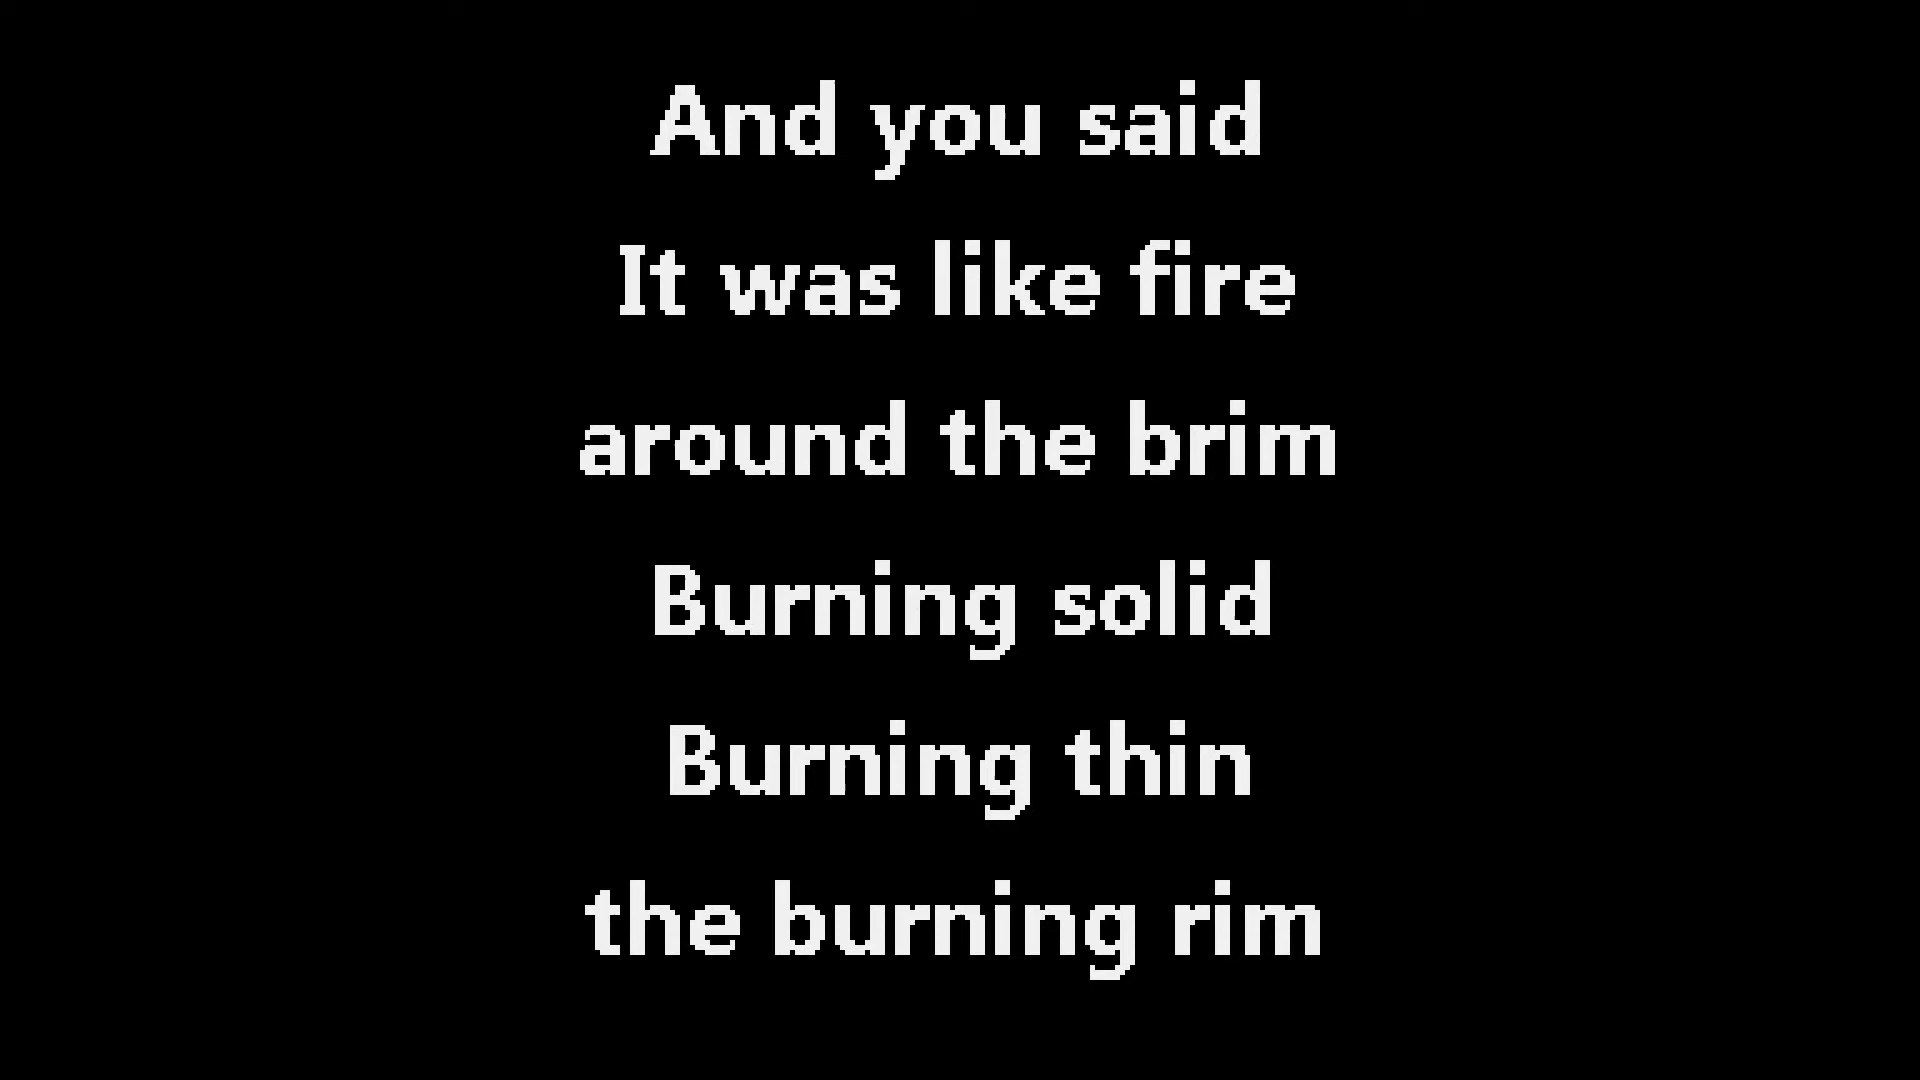 And you said
It was like fire
around the brim
Burning solid
Burning thin
the burning rim